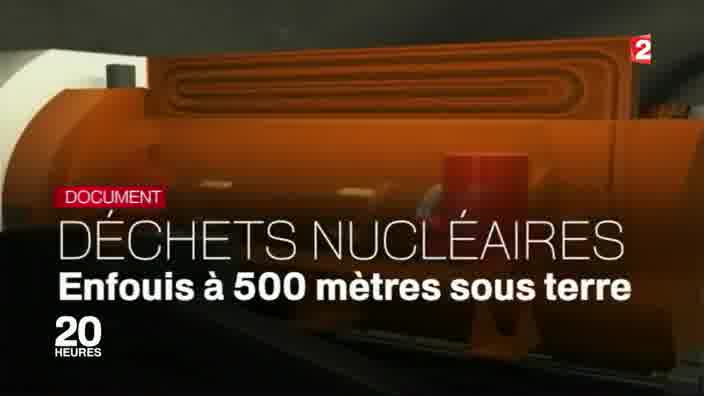 2
DOCUMENT
DÉCHETS NUCLÉAIRES
Enfouis à 500 mètres sous terre
20
HEURES